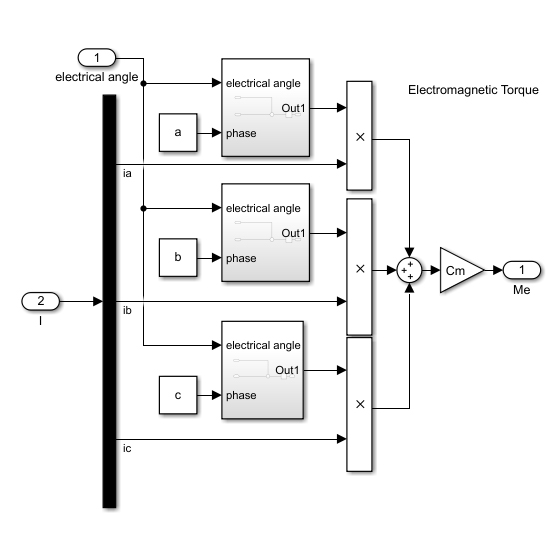 1
electrical angle
electrical angle
Out1
phase
a
Electromagnetic Torque
×
ia
electrical angle
Out1
phase
b
×
+
+
+
Cm
1
Me
2
I
ib
electrical angle
Out1
phase
c
×
ic